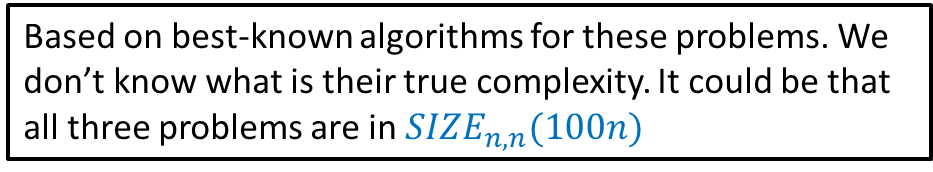 Based on best-known algorithms for these problems. We
don’t know what is their true complexity. It could be that
all three problems are in $SIZE_{n,n}(100n)$